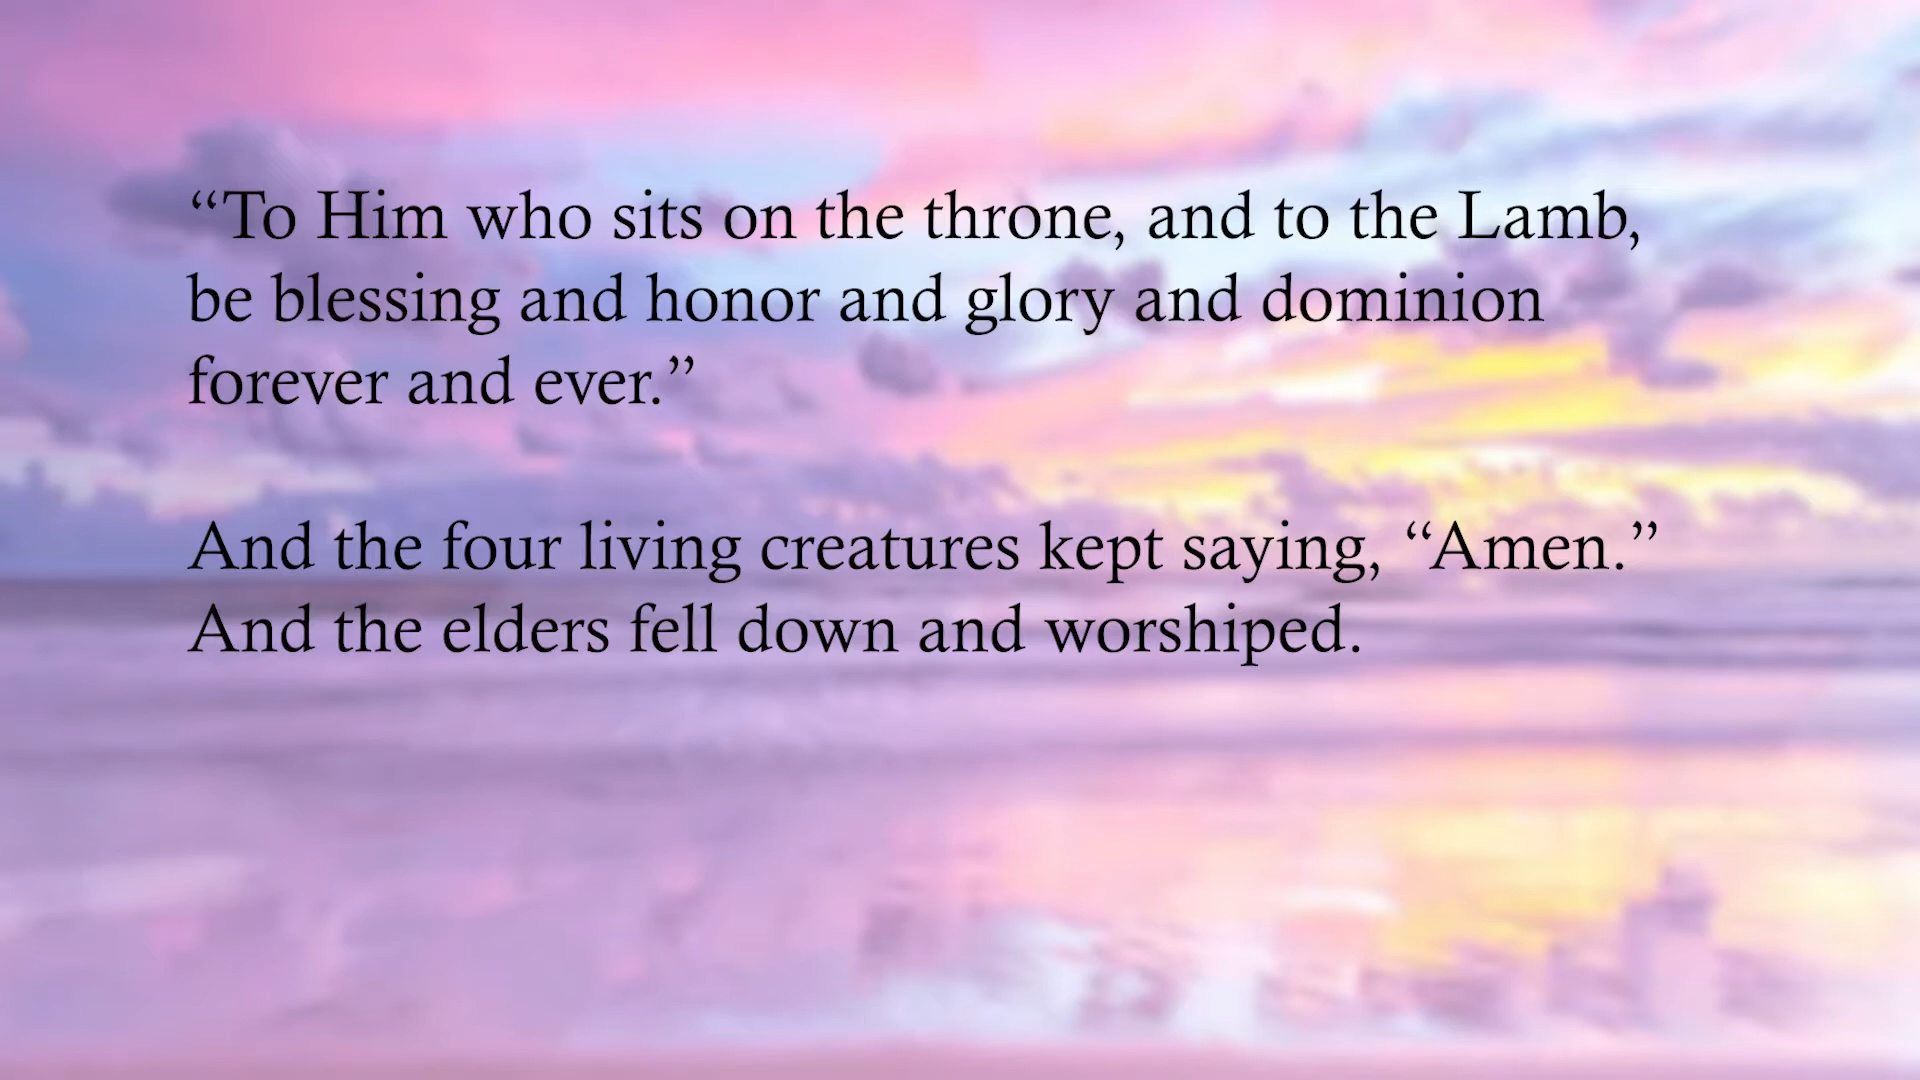 “To Him who sits on the throne, and to the Lamb,
be blessing and honor and glory and dominion
forever and ever.”
And the four living creatures kept saying, “Amen.”
And the elders fell down and worshiped.